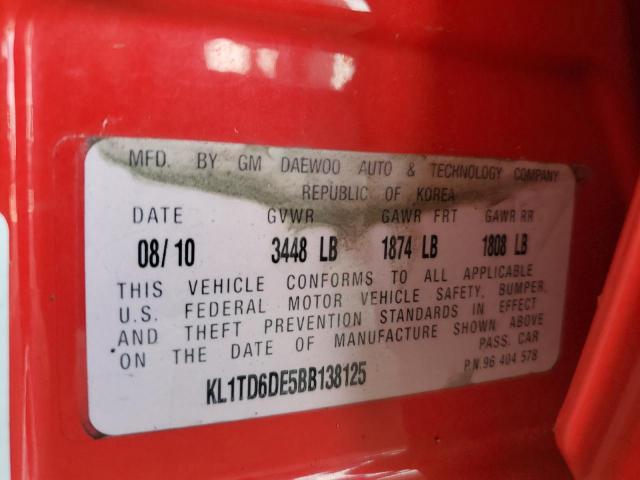 MFD. BY GM DAEWOO AUTO & TECHNOLOGY COMPANY
REPUBLIC OF KOREA
DATE GVWR GAWR FRT GAWR RR
08/10 3448 LB 1874 LB 1808 LB
THIS VEHICLE CONFORMS TO ALL APPLICABLE
U.S. FEDERAL MOTOR VEHICLE SAFETY, BUMPER,
AND THEFT PREVENTION STANDARDS IN EFFECT
ON THE DATE OF MANUFACTURE SHOWN ABOVE
PASS. CAR
KL1TD6DE5BB138125 P.N.96 404 578